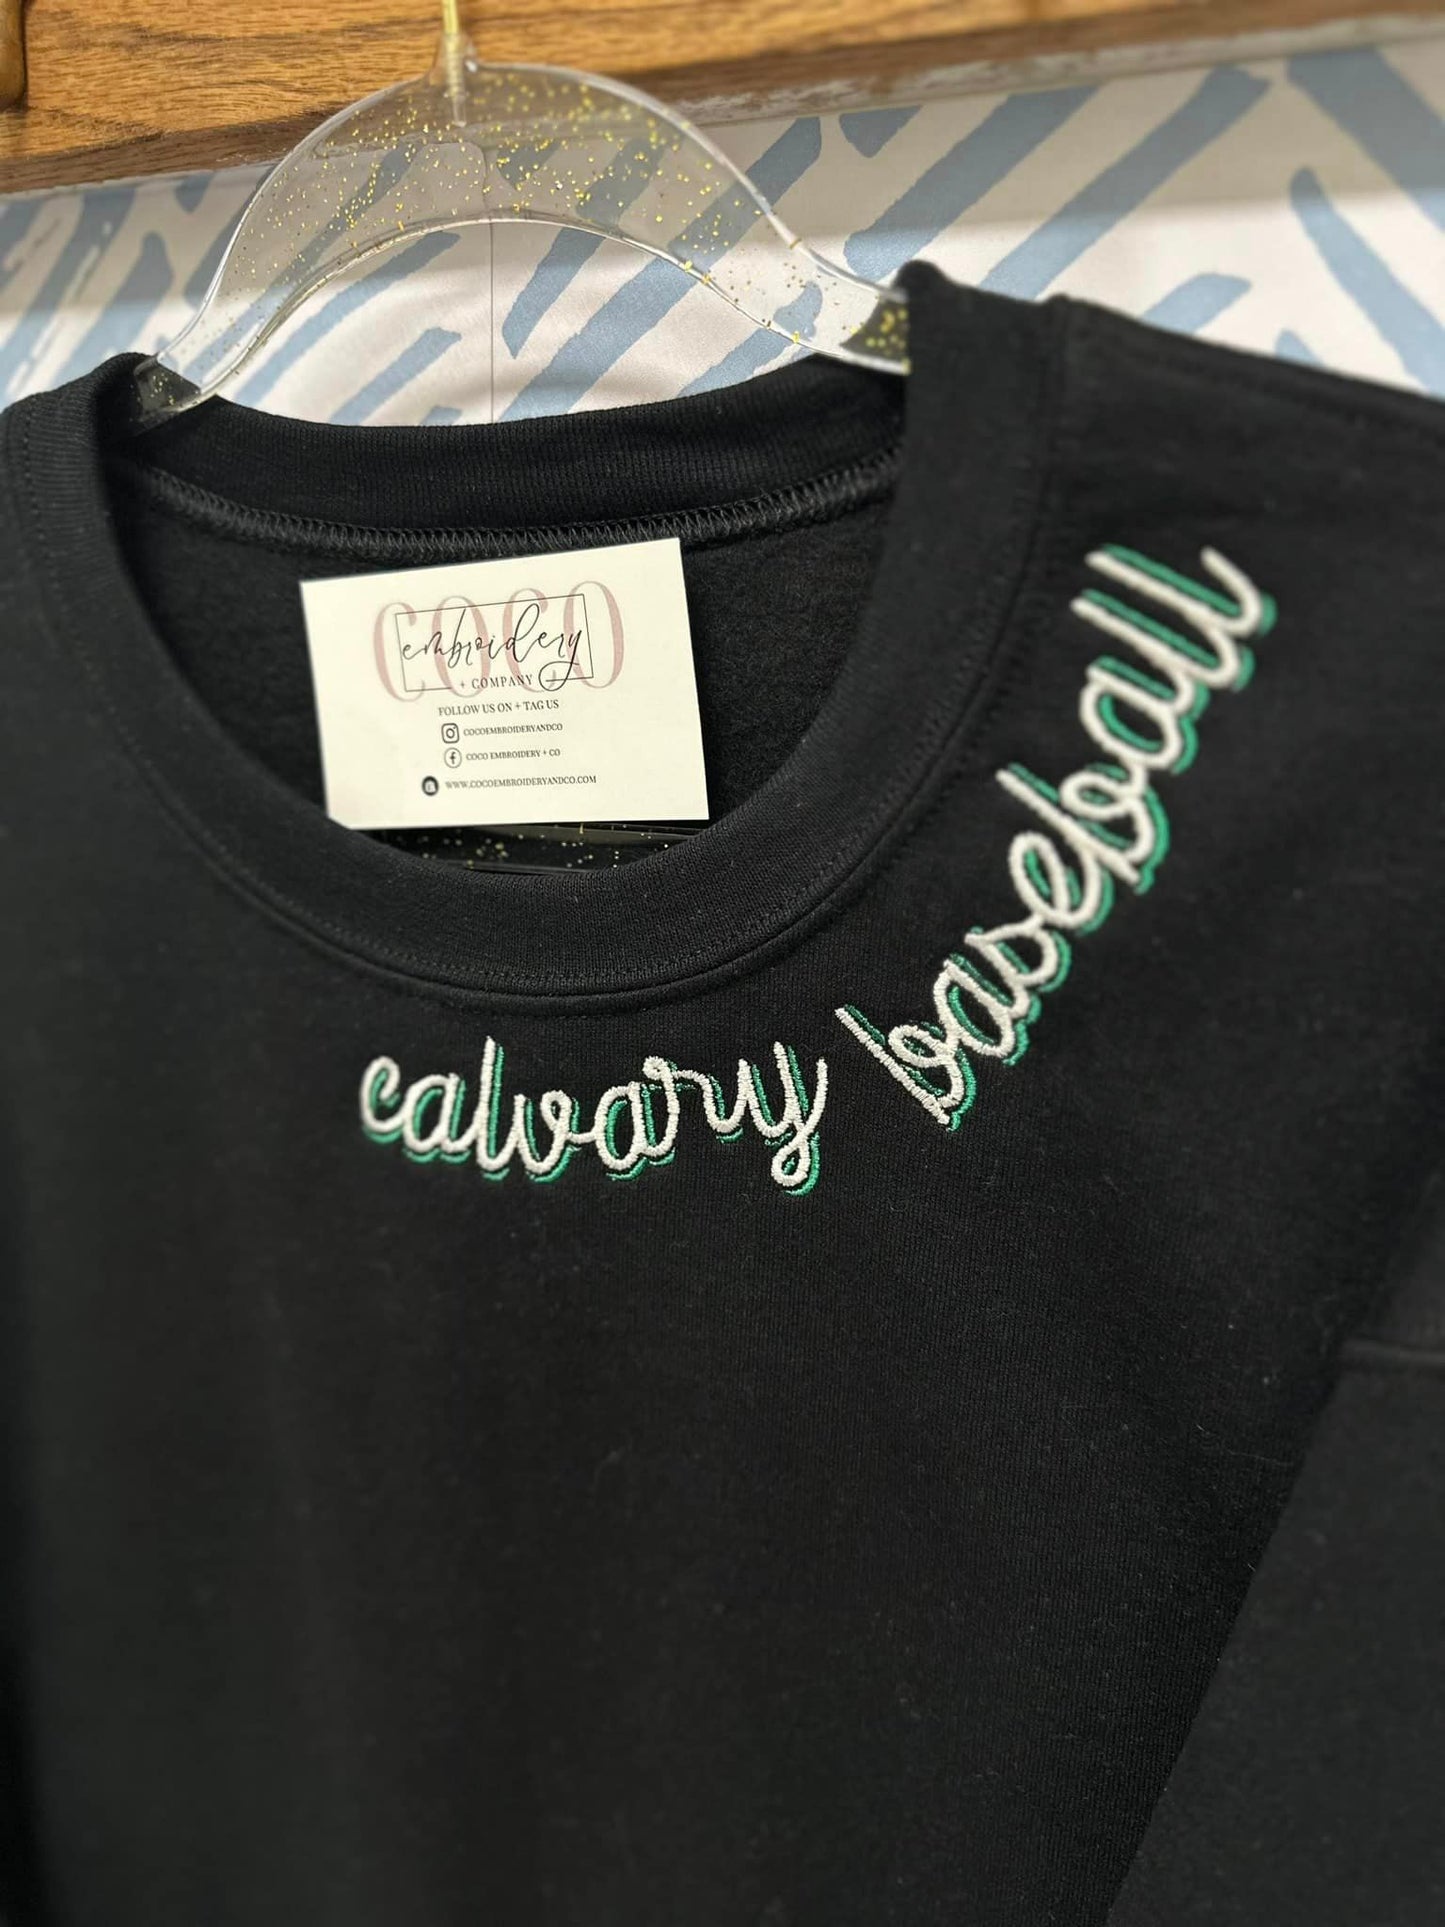 COCO
embroidery
+ COMPANY
FOLLOW US ON + TAG US
COCOEMBROIDERYANDCO
COCO EMBROIDERY + CO
WWW.COCOEMBROIDERYANDCO.COM
calvary baseball